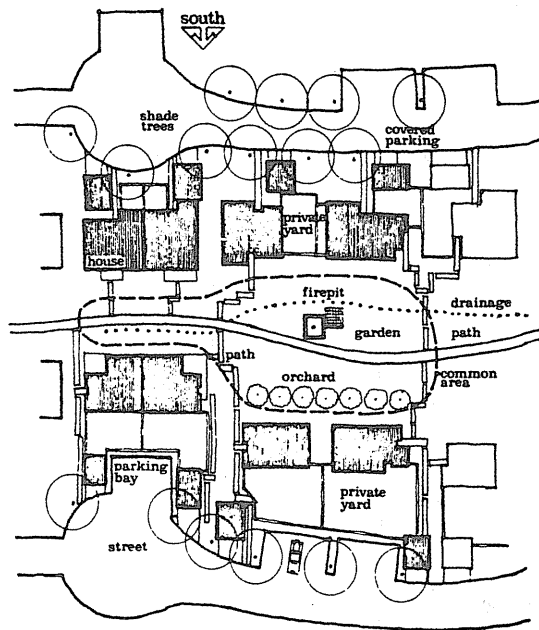 south
shade
trees
covered
parking
private
yard
house
firepit
drainage
garden
path
path
common
area
orchard
parking
bay
private
yard
street